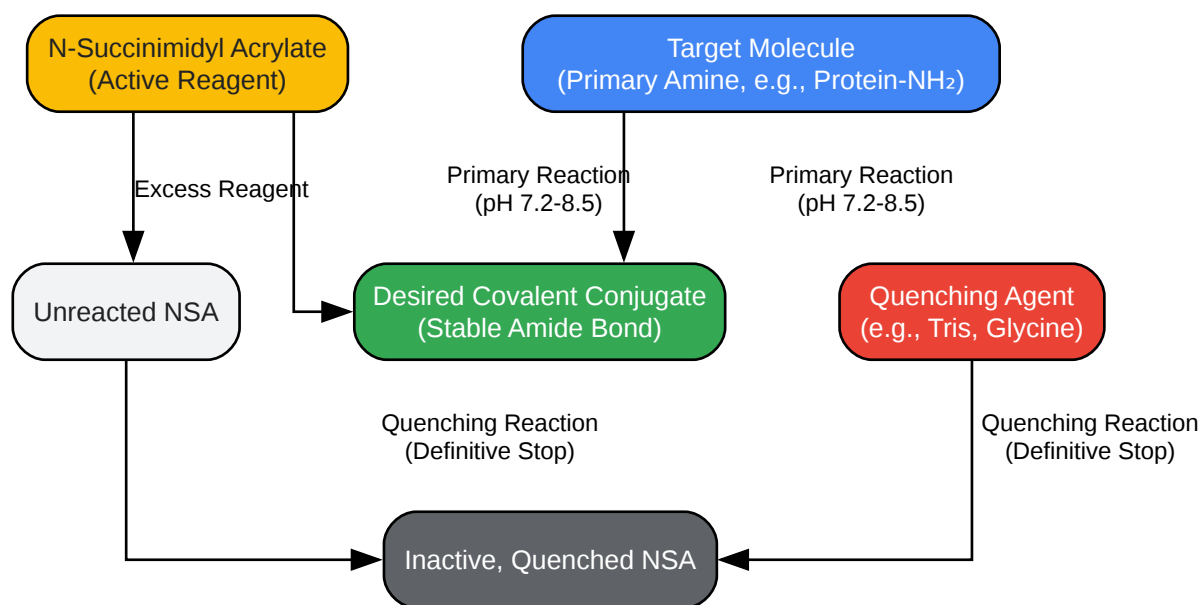 N-Succinimidyl Acrylate
(Active Reagent)
Target Molecule
(Primary Amine, e.g., Protein-NH₂)
Excess Reagent
Primary Reaction
(pH 7.2-8.5)
Primary Reaction
(pH 7.2-8.5)
Unreacted NSA
Desired Covalent Conjugate
(Stable Amide Bond)
Quenching Agent
(e.g., Tris, Glycine)
Quenching Reaction
(Definitive Stop)
Quenching Reaction
(Definitive Stop)
Inactive, Quenched NSA